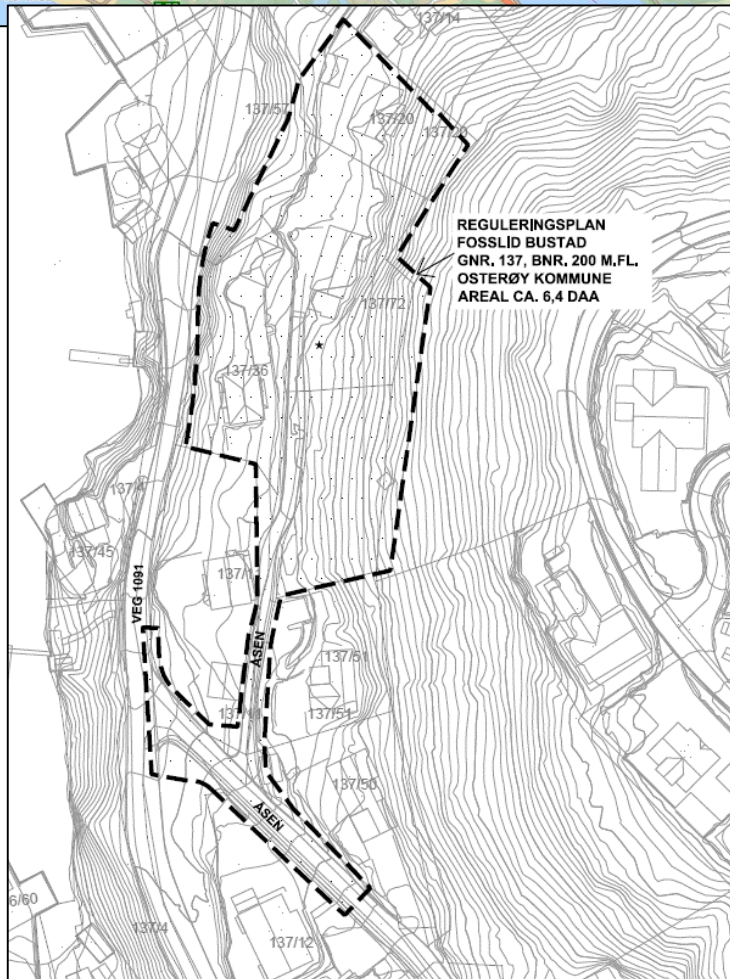 137/14
137/57
137/20
137/20
REGULERINGSPLAN
FOSSLID BUSTAD
GNR. 137, BNR. 200 M.FL.
OSTERØY KOMMUNE
AREAL CA. 6,4 DAA
137/72
137/36
137/4
137/45
137/11
VEG 1091
ÅSEN
137/51
137/51
137/50
ÅSEN
6/60
137/4
137/12